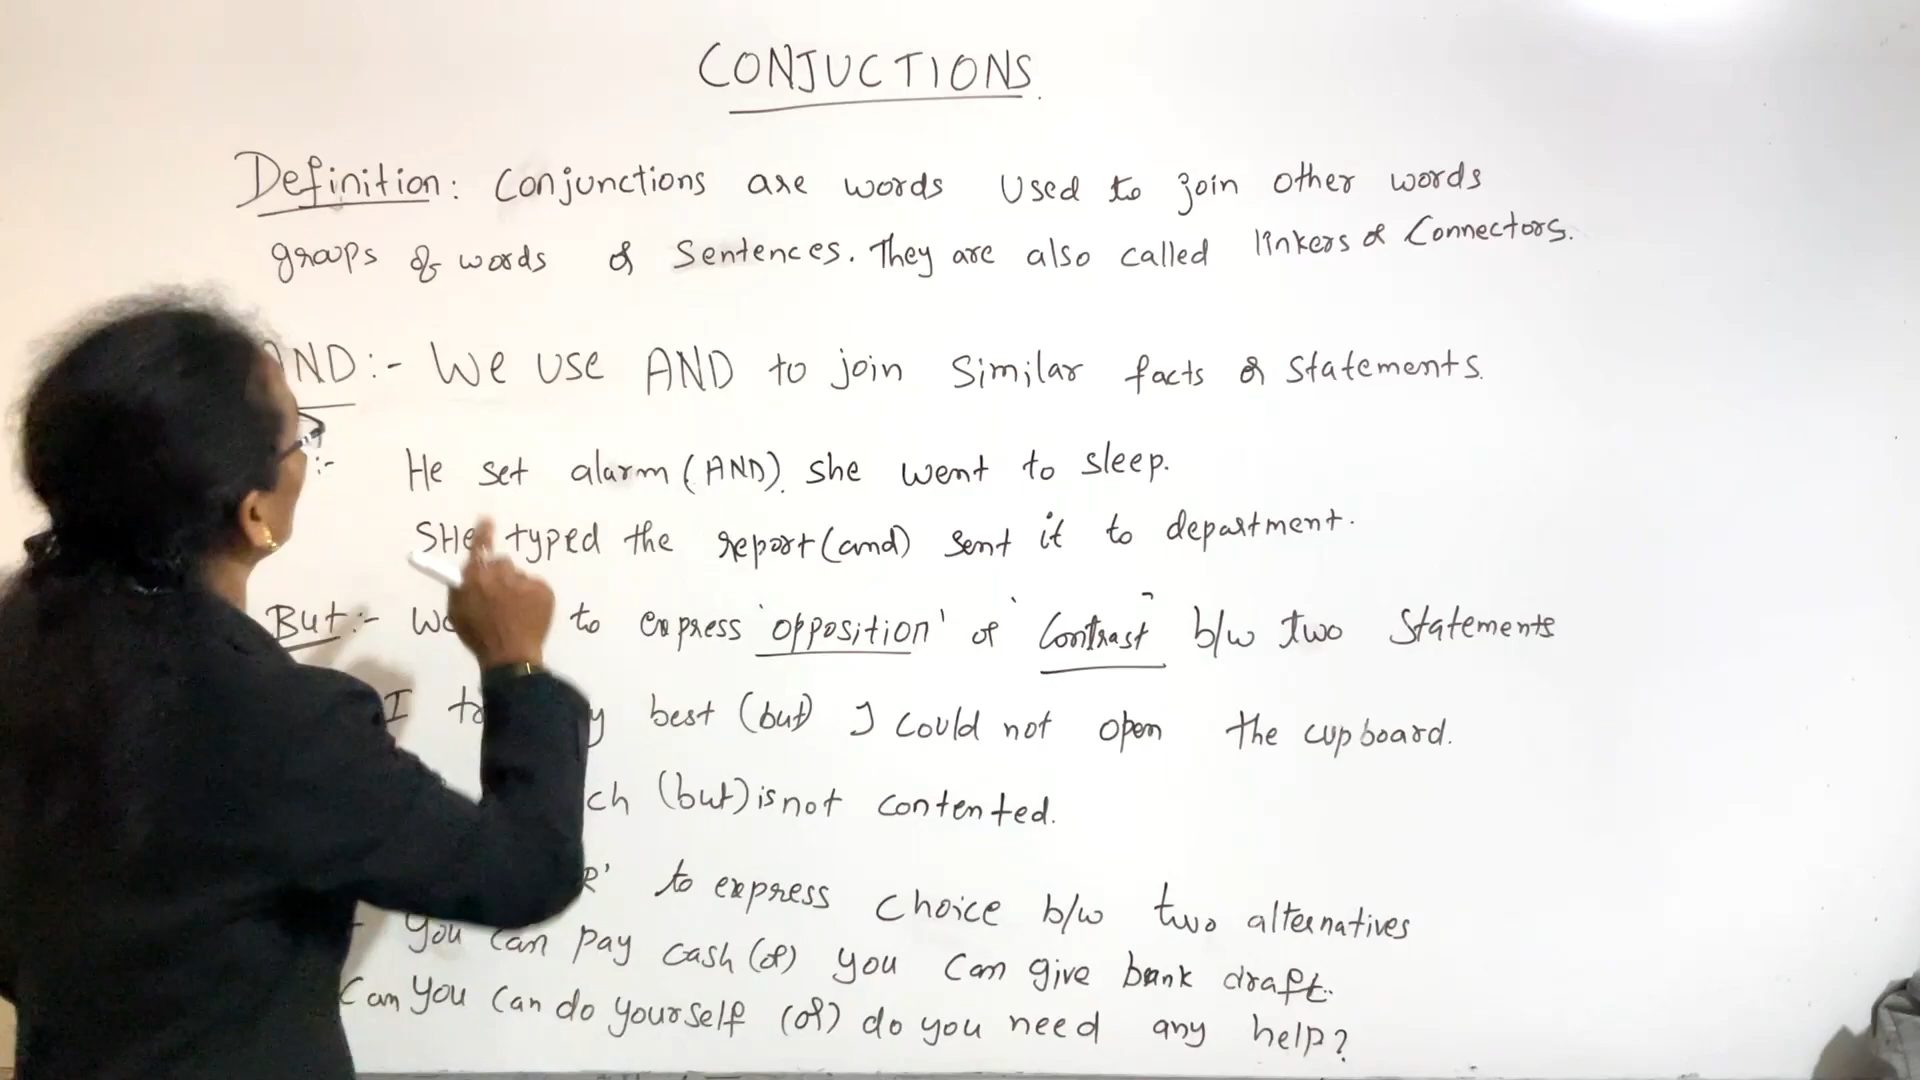 CONJUCTIONS.
Definition: Conjunctions are words used to join other words
groups of words or Sentences. They are also called linkers or Connectors.
AND:- We use AND to join Similar facts or statements.
:- He set alarm (AND). she went to sleep.
SHe typed the report (and) sent it to department.
But:- to express 'opposition' or 'Contrast' b/w two Statements
I best (but) I could not open the cupboard.
(but) is not contented.
to express choice b/w two alternatives
you can pay cash (or) you can give bank draft.
Can you can do yourself (or) do you need any help?